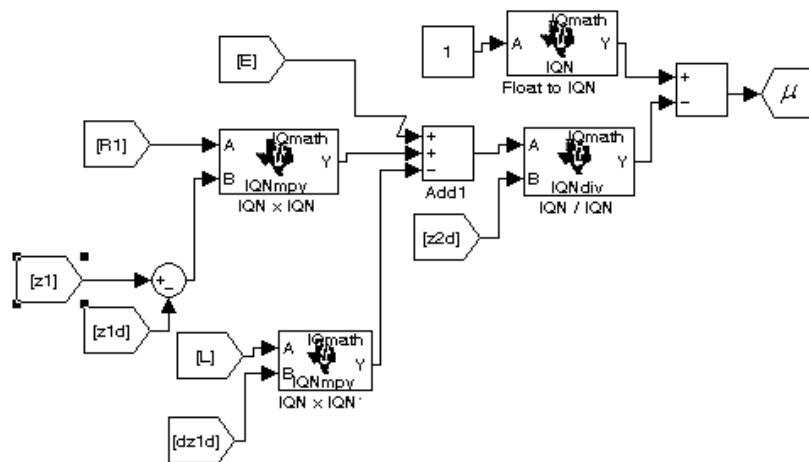 [E]
1
A
IQmath
Y
IQN
Float to IQN
+
−
μ
[R1]
A
B
IQmath
Y
IQNmpy
IQN × IQN
+
+
−
Add1
A
B
IQmath
Y
IQNdiv
IQN / IQN
[z2d]
[z1]
+
−
[z1d]
[L]
A
B
IQmath
Y
IQNmpy
IQN × IQN
[dz1d]